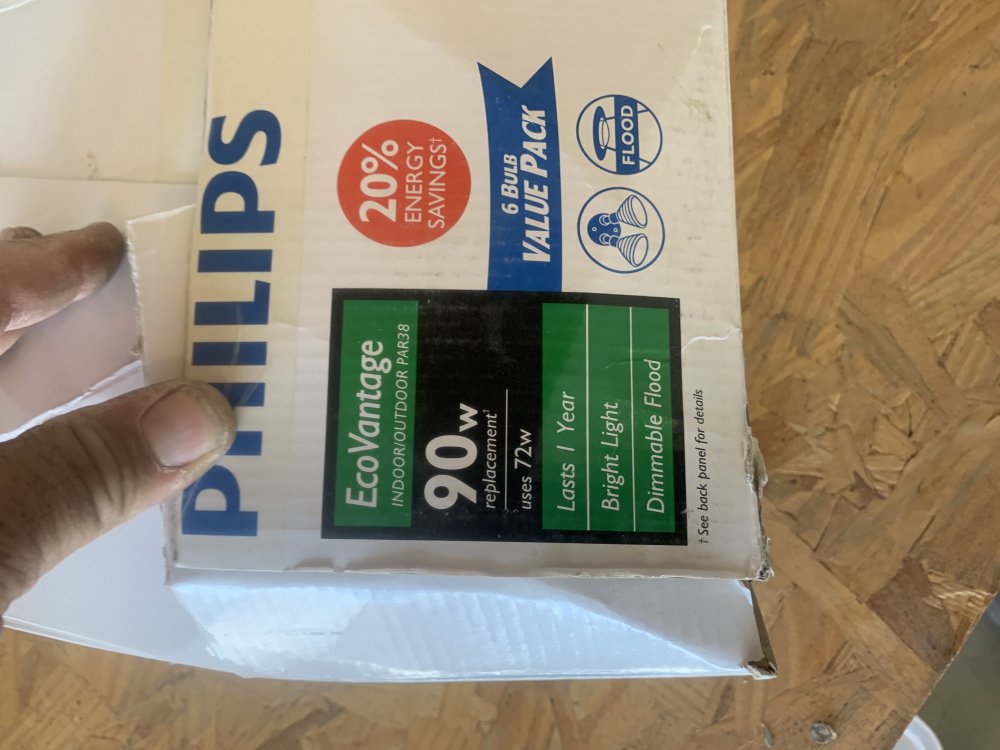 PHILIPS
20%
ENERGY
SAVINGS†
6 BULB
VALUE PACK
FLOOD
EcoVantage
INDOOR/OUTDOOR PAR38
90w
replacement†
uses 72w
Lasts 1 Year
Bright Light
Dimmable Flood
† See back panel for details